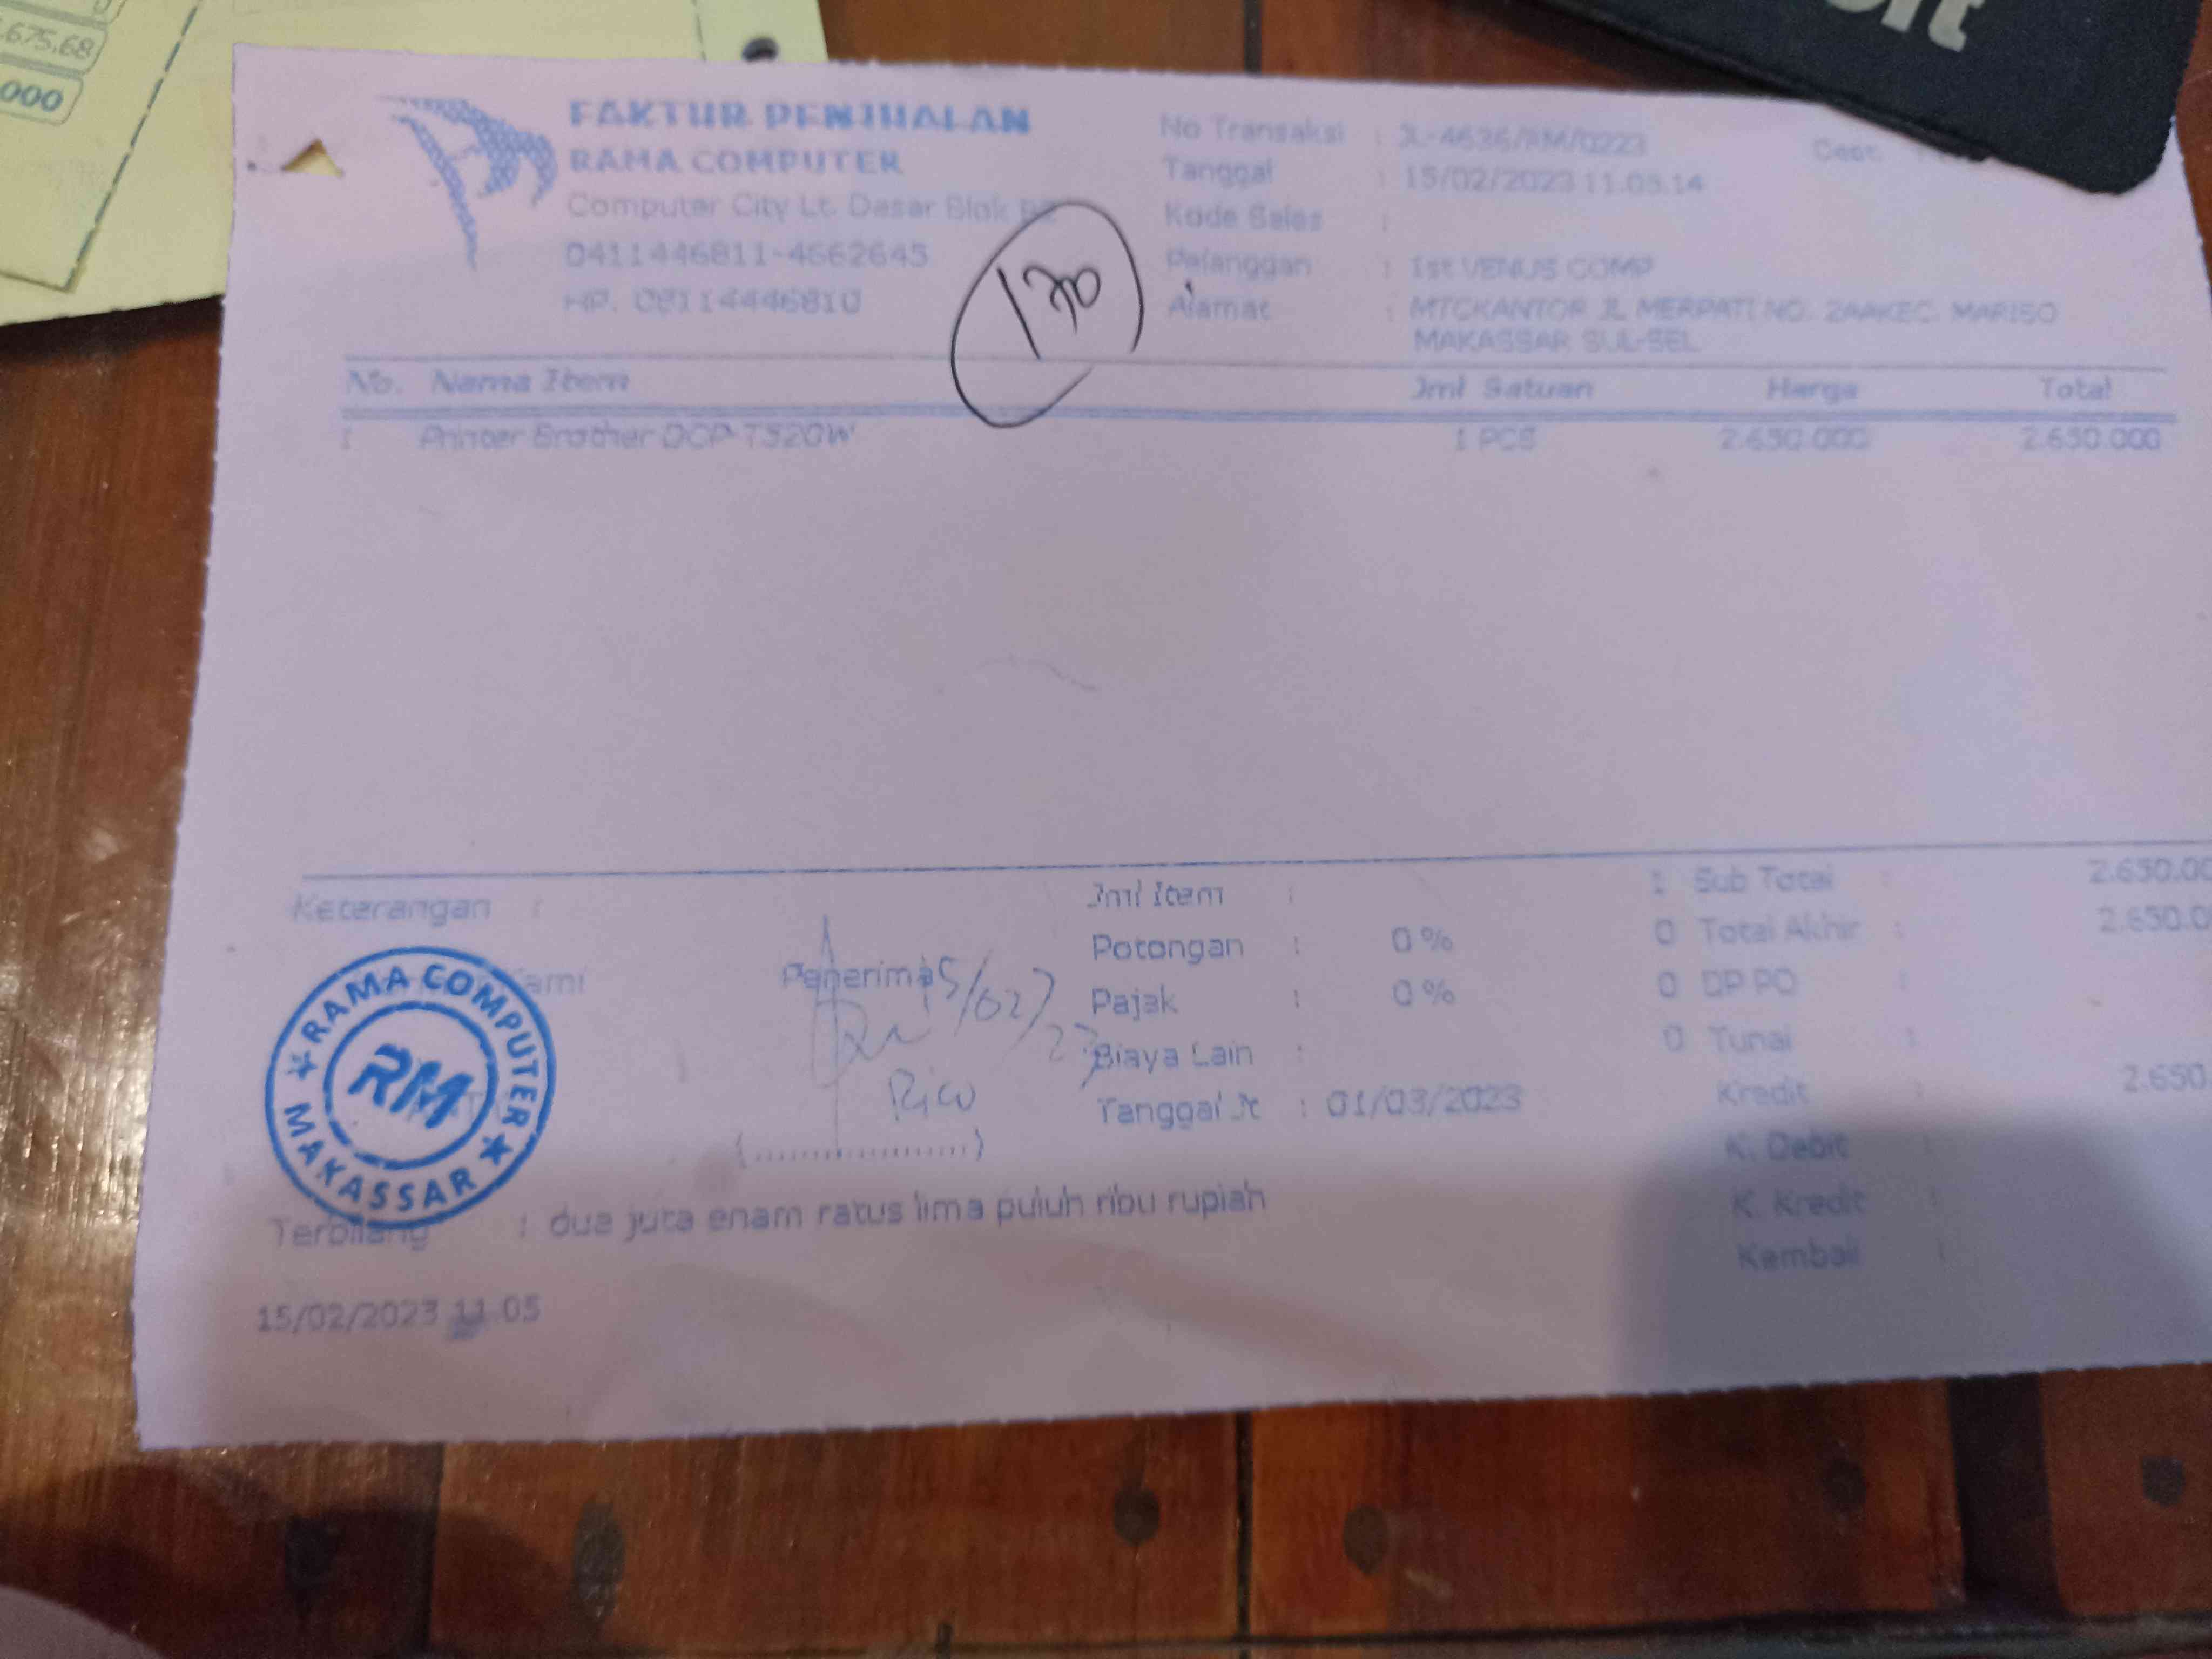 .675,68
000
FAKTUR PENJUALAN
RAMA COMPUTER
Computer City Lt. Dasar Blok
0411446811-4662645
HP. 08114446810
No Transaksi : JL-4636/RM/0223
Tanggal : 15/02/2023 11.05.14
Kode Sales :
Pelanggan : 1st VENUS COMP
Alamat : MTCKANTOR JL MERPATI NO. 2AAKEC. MARISO
MAKASSAR SUL-SEL
No. Nama Item Jml Satuan Harga Total
1 Printer Brother DCP-T520W 1 PCS 2.650.000 2.650.000
Keterangan :
Penerima
15/02/23
Rico
(....................)
RAMA COMPUTER
RM
MAKASSAR
Jml Item : 1
Potongan : 0 % 0
Pajak : 0 % 0
Biaya Lain : 0
Tanggal Jt : 01/03/2023
Sub Total : 2.650.00
Total Akhir : 2.650.0
DP PO :
Tunai :
Kredit : 2.650.
K. Debit :
K. Kredit :
Kembali :
Terbilang : dua juta enam ratus lima puluh ribu rupiah
15/02/2023 11.05